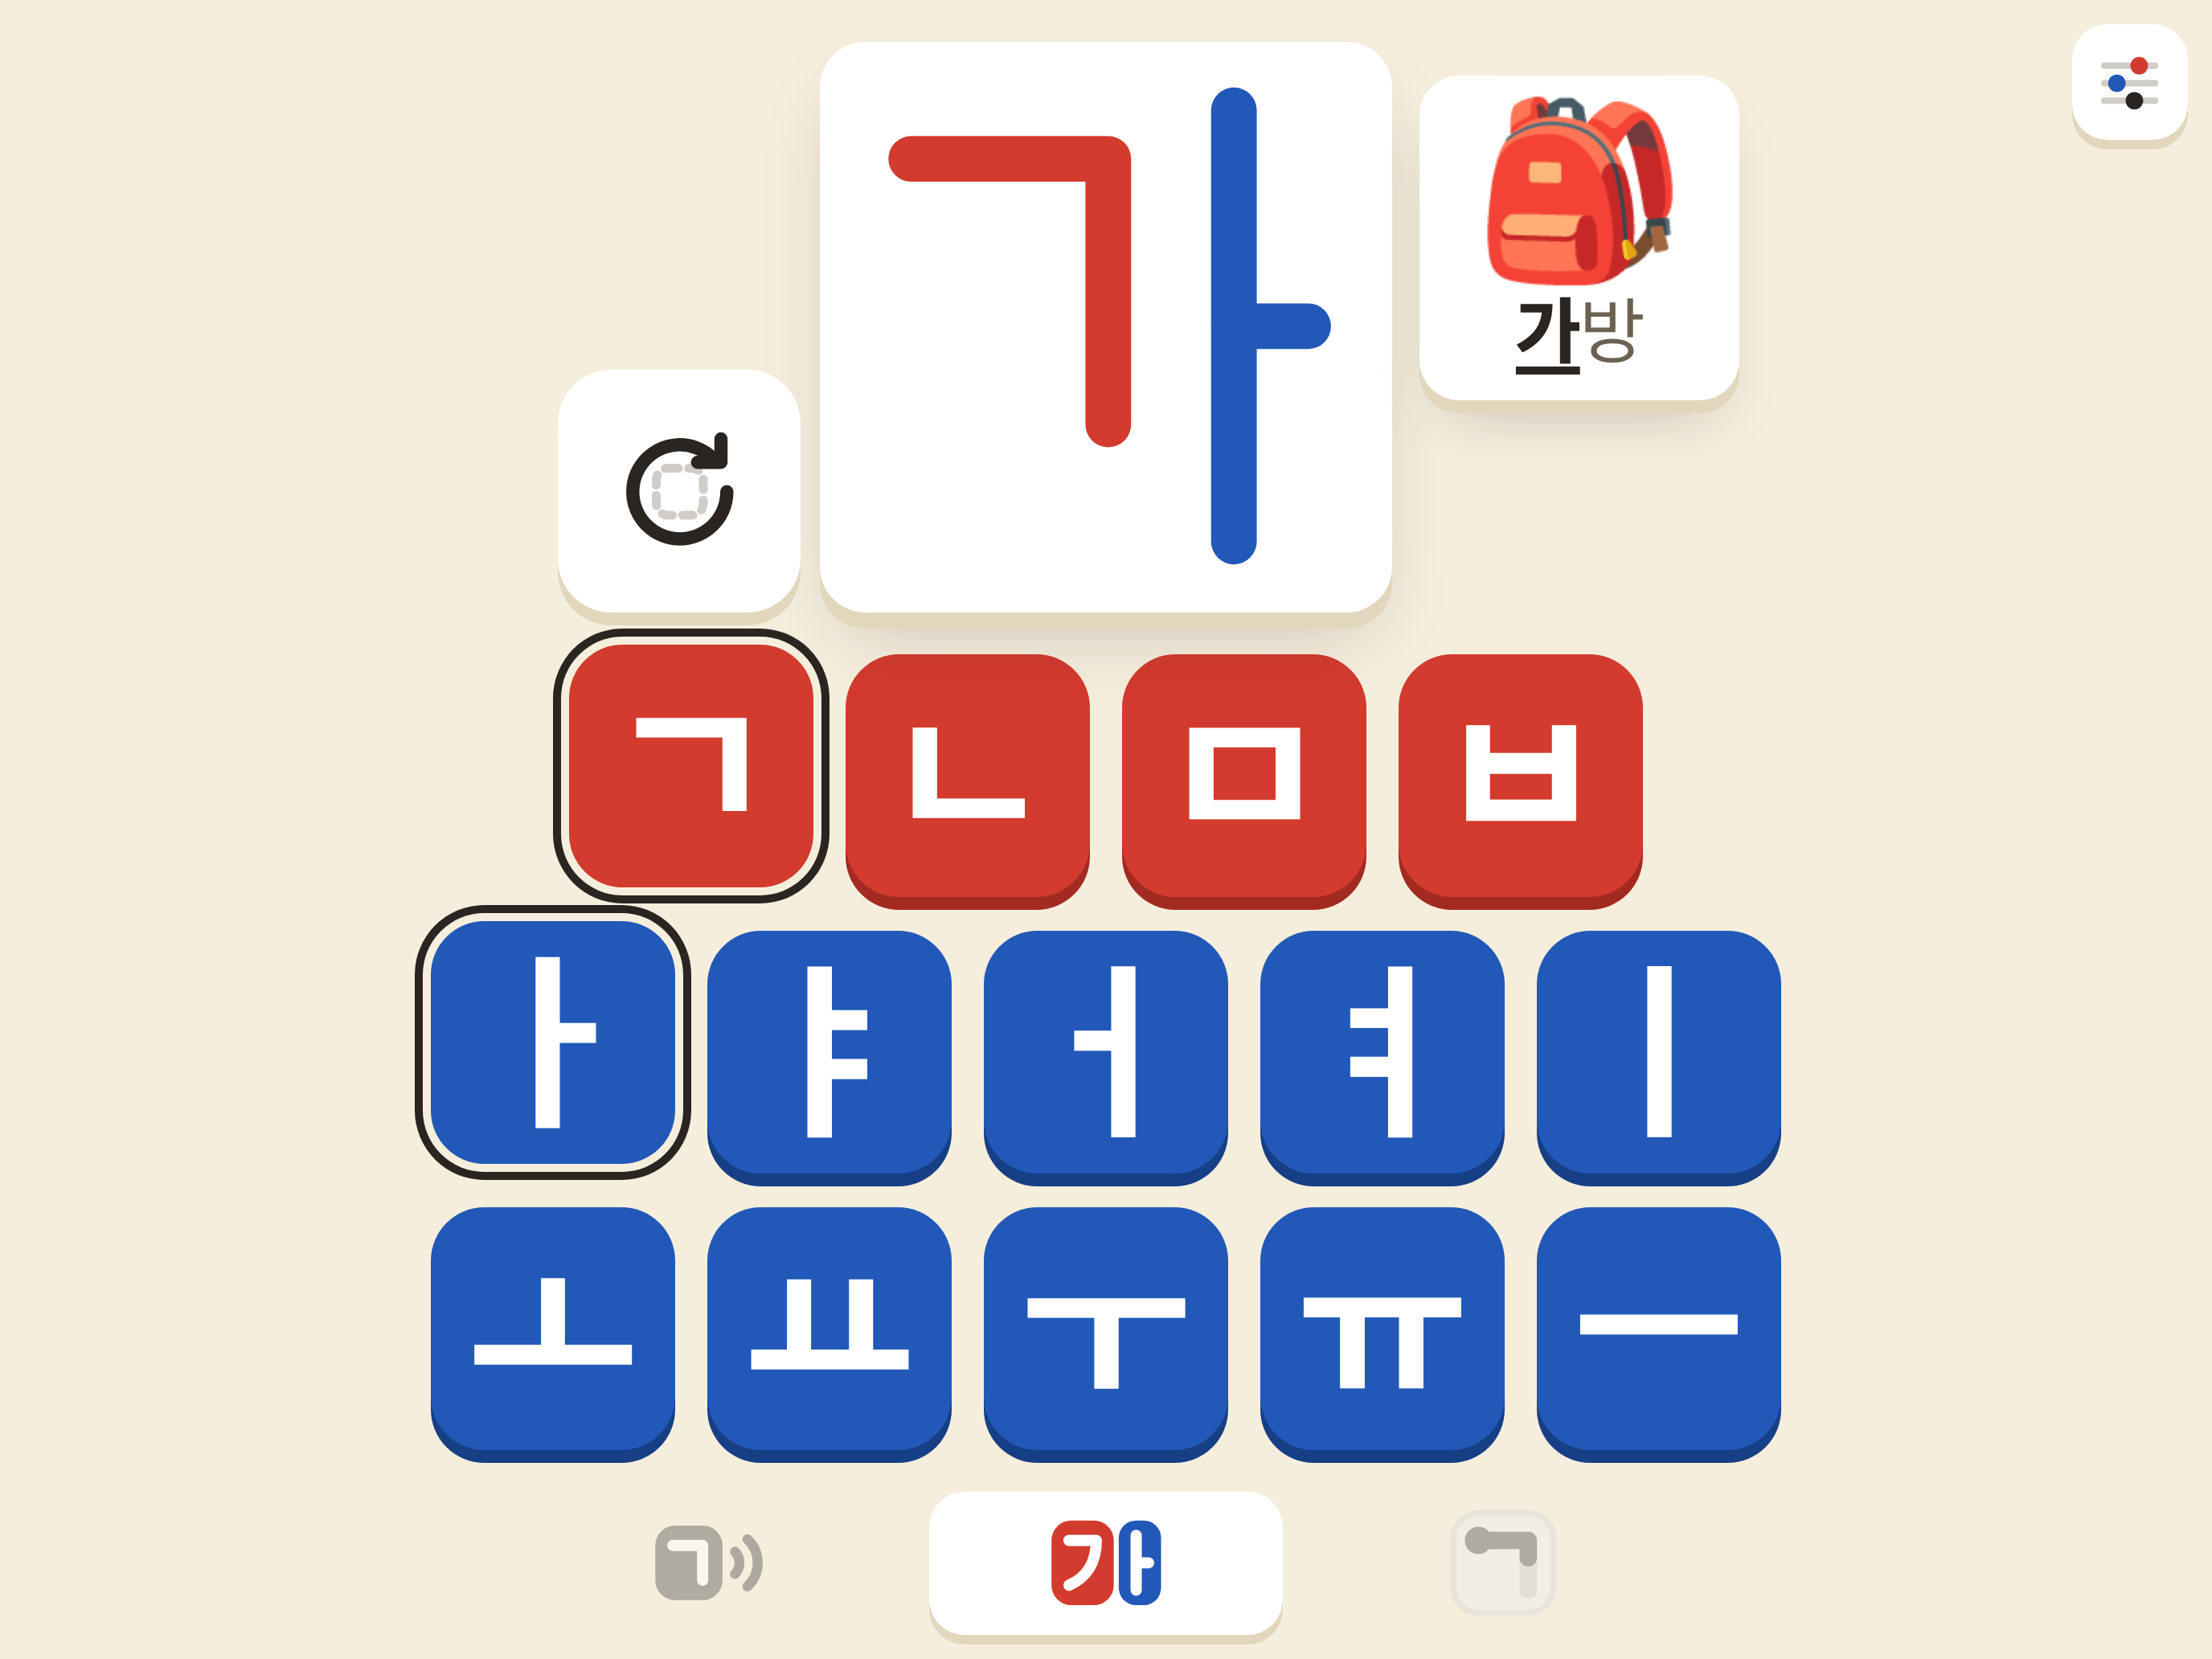 가
가방
ㄱ ㄴ ㅁ ㅂ
ㅏ ㅑ ㅓ ㅕ ㅣ
ㅗ ㅛ ㅜ ㅠ ㅡ
ㄱ 가 ㄱ